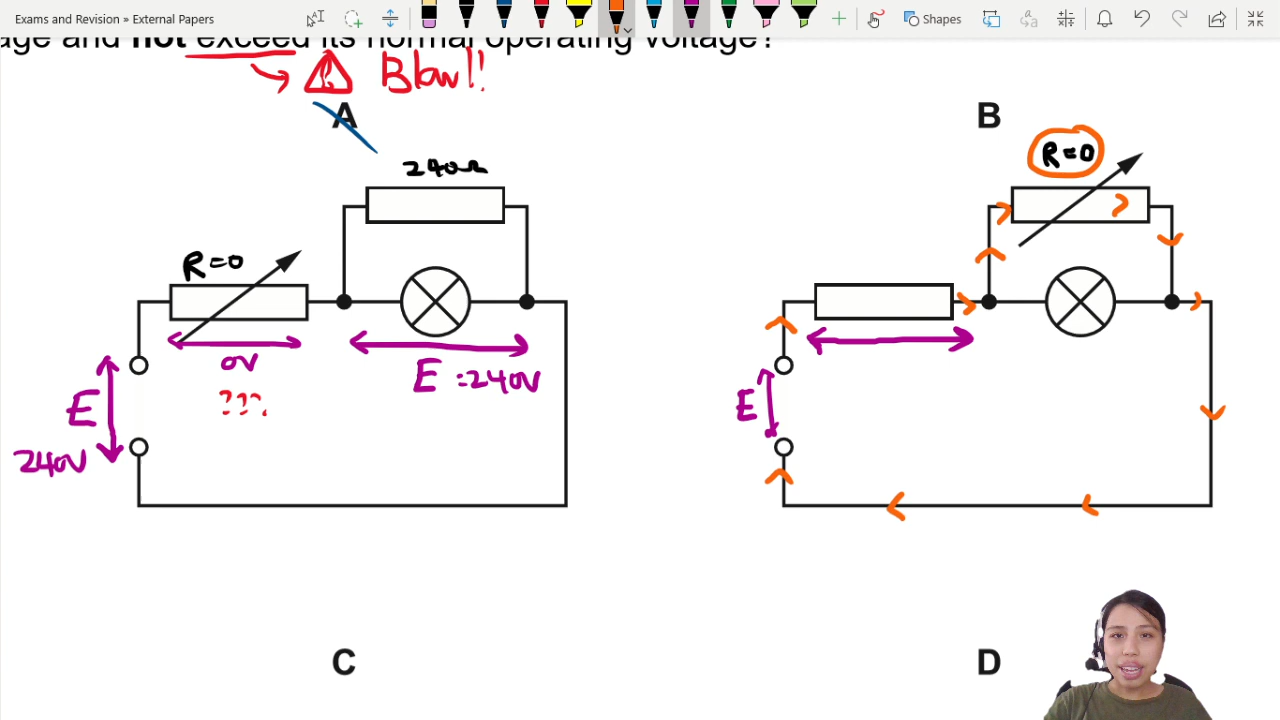 Exams and Revision » External Papers
Shapes
age and not exceed its normal operating voltage?
Blow!!
A
B
240Ω
R=0
R=0
0V
E =240V
E
???
240V
E
C
D